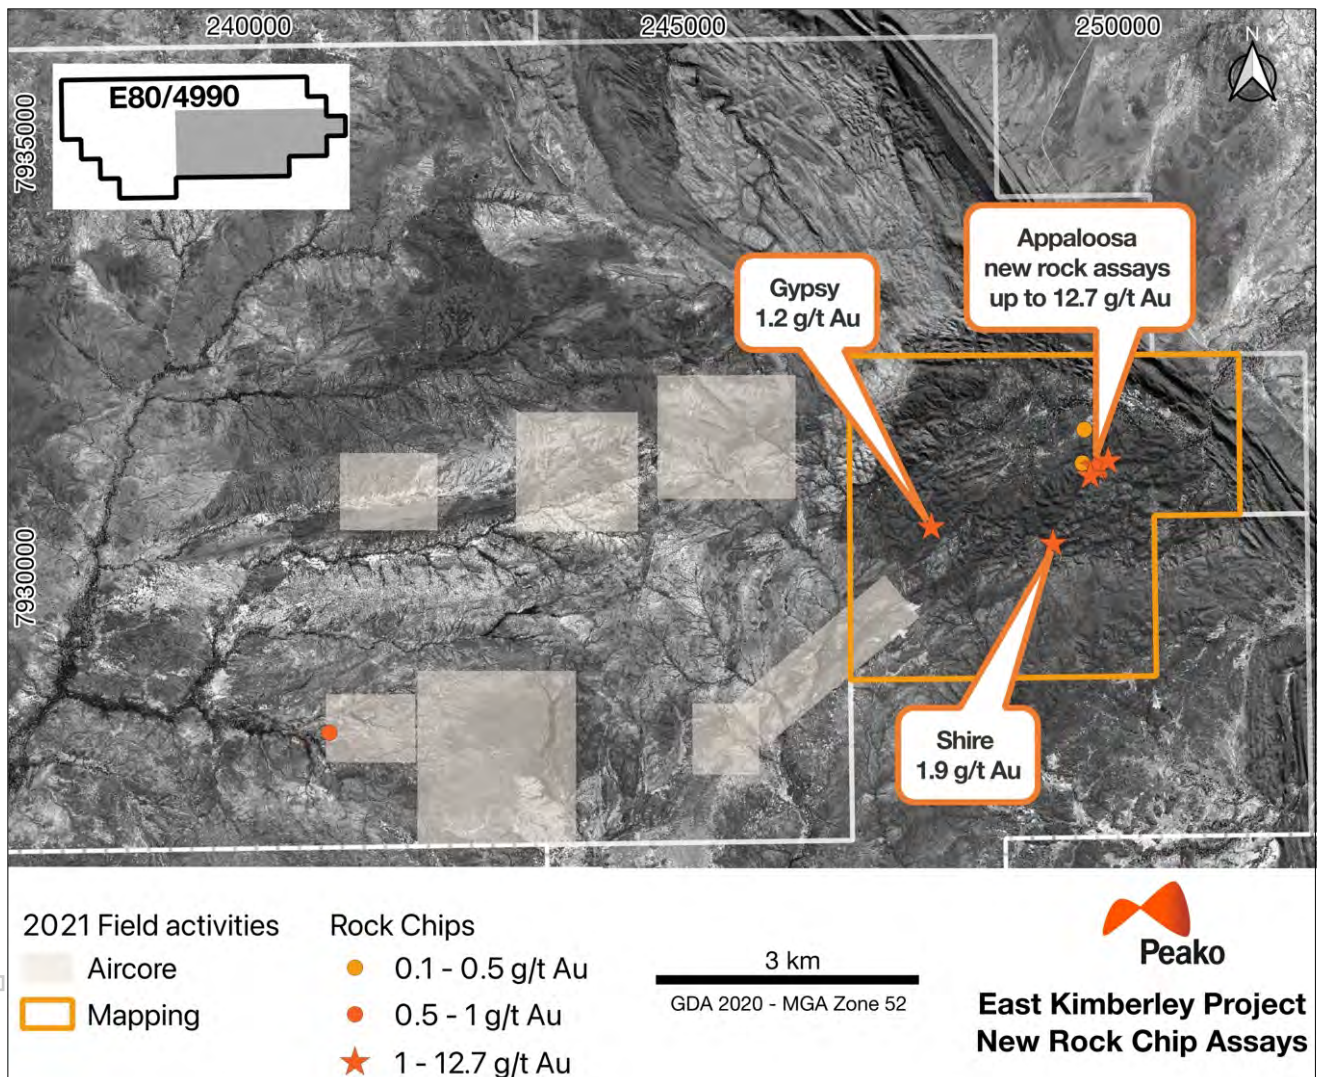 240000
245000
250000
N
E80/4990
7935000
7930000
Appaloosa
new rock assays
up to 12.7 g/t Au
Gypsy
1.2 g/t Au
Shire
1.9 g/t Au
2021 Field activities
Aircore
Mapping
Rock Chips
0.1 - 0.5 g/t Au
0.5 - 1 g/t Au
1 - 12.7 g/t Au
3 km
GDA 2020 - MGA Zone 52
Peako
East Kimberley Project
New Rock Chip Assays